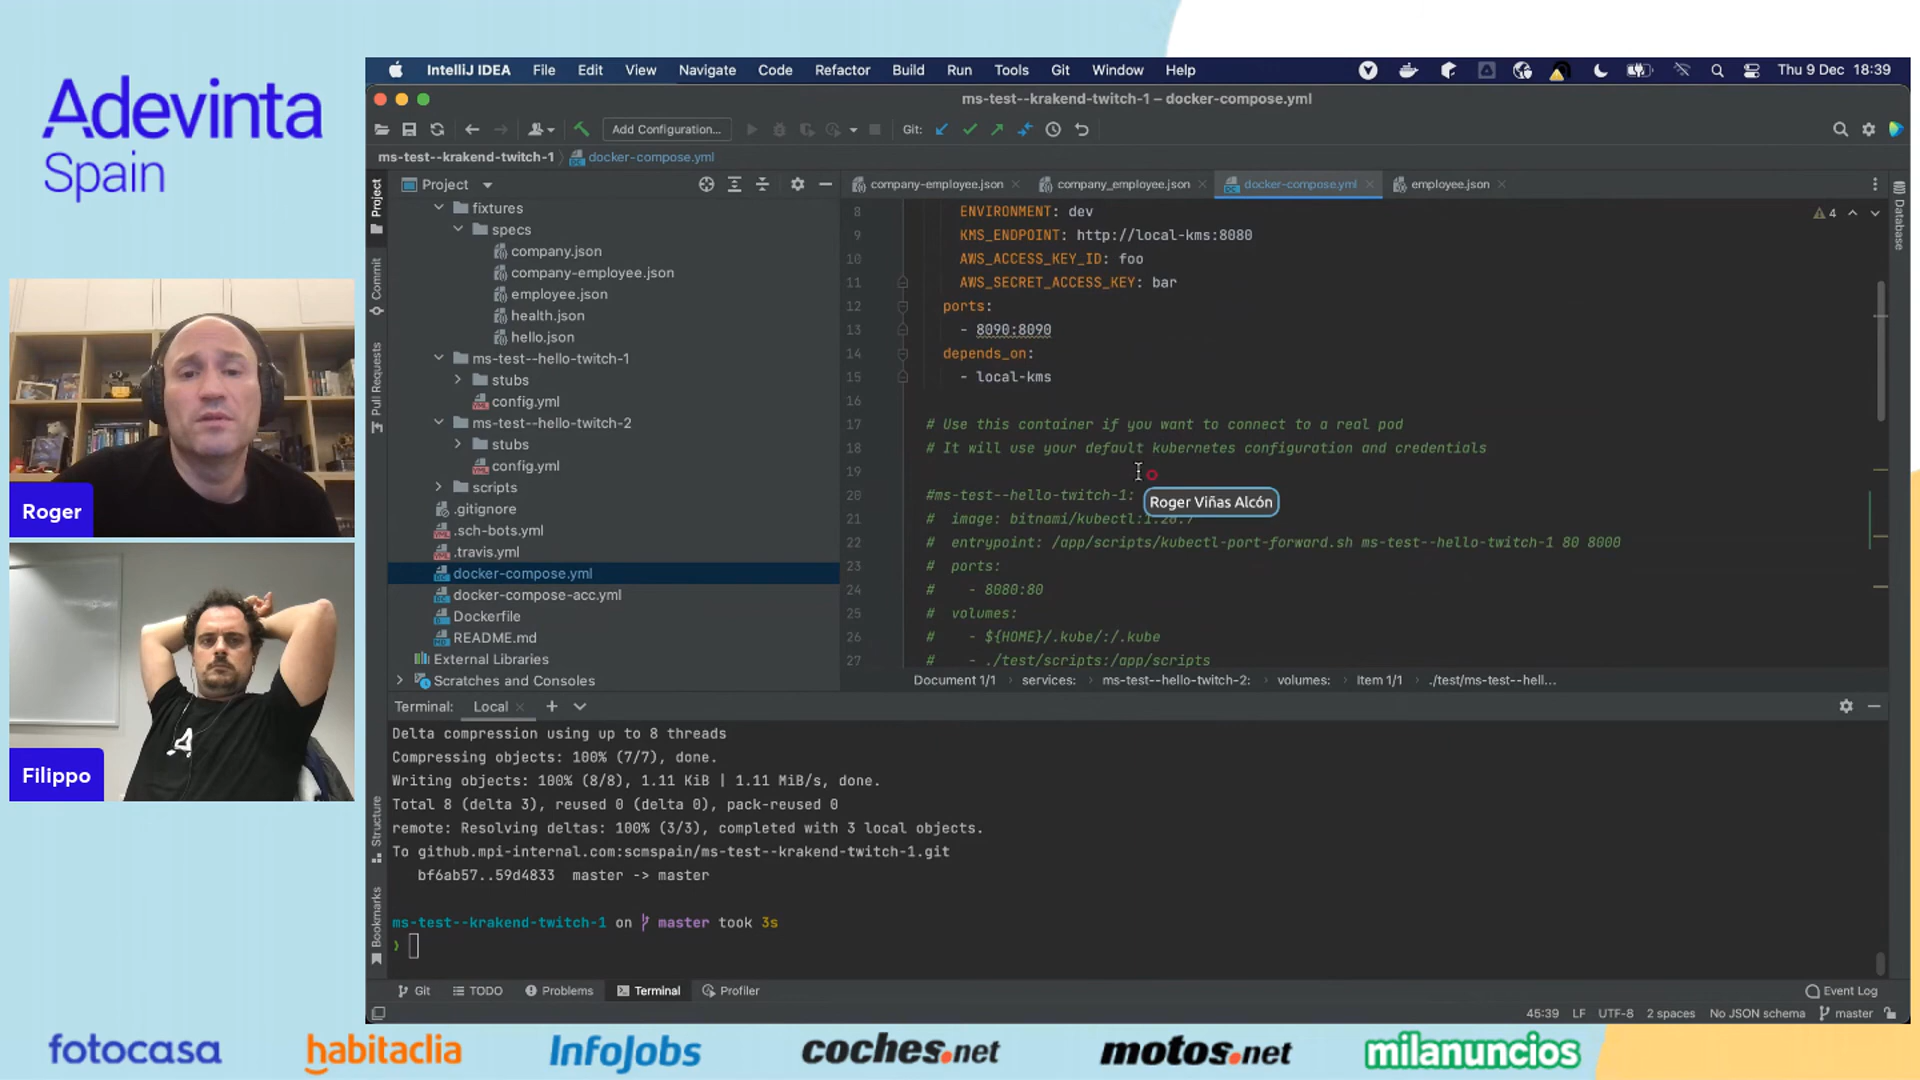 Adevinta
Spain
Roger
Filippo
IntelliJ IDEA File Edit View Navigate Code Refactor Build Run Tools Git Window Help Thu 9 Dec 18:39
ms-test--krakend-twitch-1 – docker-compose.yml
Add Configuration... Git:
ms-test--krakend-twitch-1 docker-compose.yml
Project
company-employee.json company_employee.json docker-compose.yml employee.json
Project
Commit
Pull Requests
Structure
Bookmarks
Database
fixtures
specs
company.json
company-employee.json
employee.json
health.json
hello.json
ms-test--hello-twitch-1
stubs
config.yml
ms-test--hello-twitch-2
stubs
config.yml
scripts
.gitignore
.sch-bots.yml
.travis.yml
docker-compose.yml
docker-compose-acc.yml
Dockerfile
README.md
External Libraries
Scratches and Consoles
4
8 ENVIRONMENT: dev
9 KMS_ENDPOINT: http://local-kms:8080
10 AWS_ACCESS_KEY_ID: foo
11 AWS_SECRET_ACCESS_KEY: bar
12 ports:
13 - 8090:8090
14 depends_on:
15 - local-kms
16
17 # Use this container if you want to connect to a real pod
18 # It will use your default kubernetes configuration and credentials
19
20 #ms-test--hello-twitch-1:
Roger Viñas Alcón
21 # image: bitnami/kubectl:1.20.7
22 # entrypoint: /app/scripts/kubectl-port-forward.sh ms-test--hello-twitch-1 80 8000
23 # ports:
24 # - 8080:80
25 # volumes:
26 # - ${HOME}/.kube/:/.kube
27 # - ./test/scripts:/app/scripts
Document 1/1 services: ms-test--hello-twitch-2: volumes: Item 1/1 ./test/ms-test--hell...
Terminal: Local
Delta compression using up to 8 threads
Compressing objects: 100% (7/7), done.
Writing objects: 100% (8/8), 1.11 KiB | 1.11 MiB/s, done.
Total 8 (delta 3), reused 0 (delta 0), pack-reused 0
remote: Resolving deltas: 100% (3/3), completed with 3 local objects.
To github.mpi-internal.com:scmspain/ms-test--krakend-twitch-1.git
bf6ab57..59d4833 master -> master
ms-test--krakend-twitch-1 on master took 3s
Git TODO Problems Terminal Profiler Event Log
45:39 LF UTF-8 2 spaces No JSON schema master
fotocasa habitaclia InfoJobs coches.net motos.net milanuncios